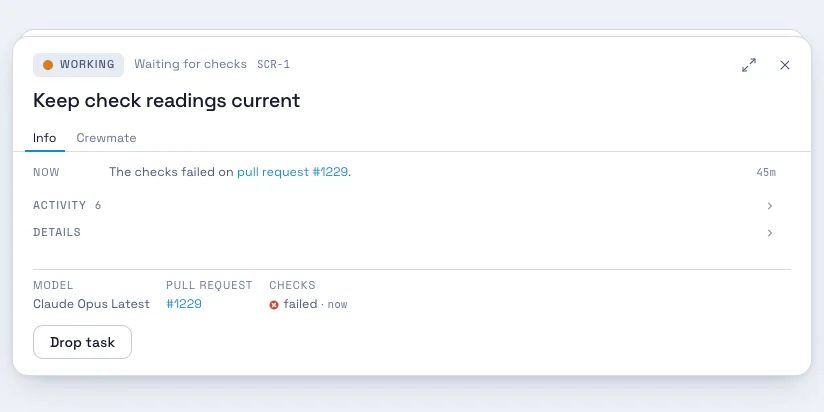 WORKING Waiting for checks SCR-1
Keep check readings current
Info Crewmate
NOW The checks failed on pull request #1229. 45m
ACTIVITY 6
DETAILS
MODEL PULL REQUEST CHECKS
Claude Opus Latest #1229 failed · now
Drop task